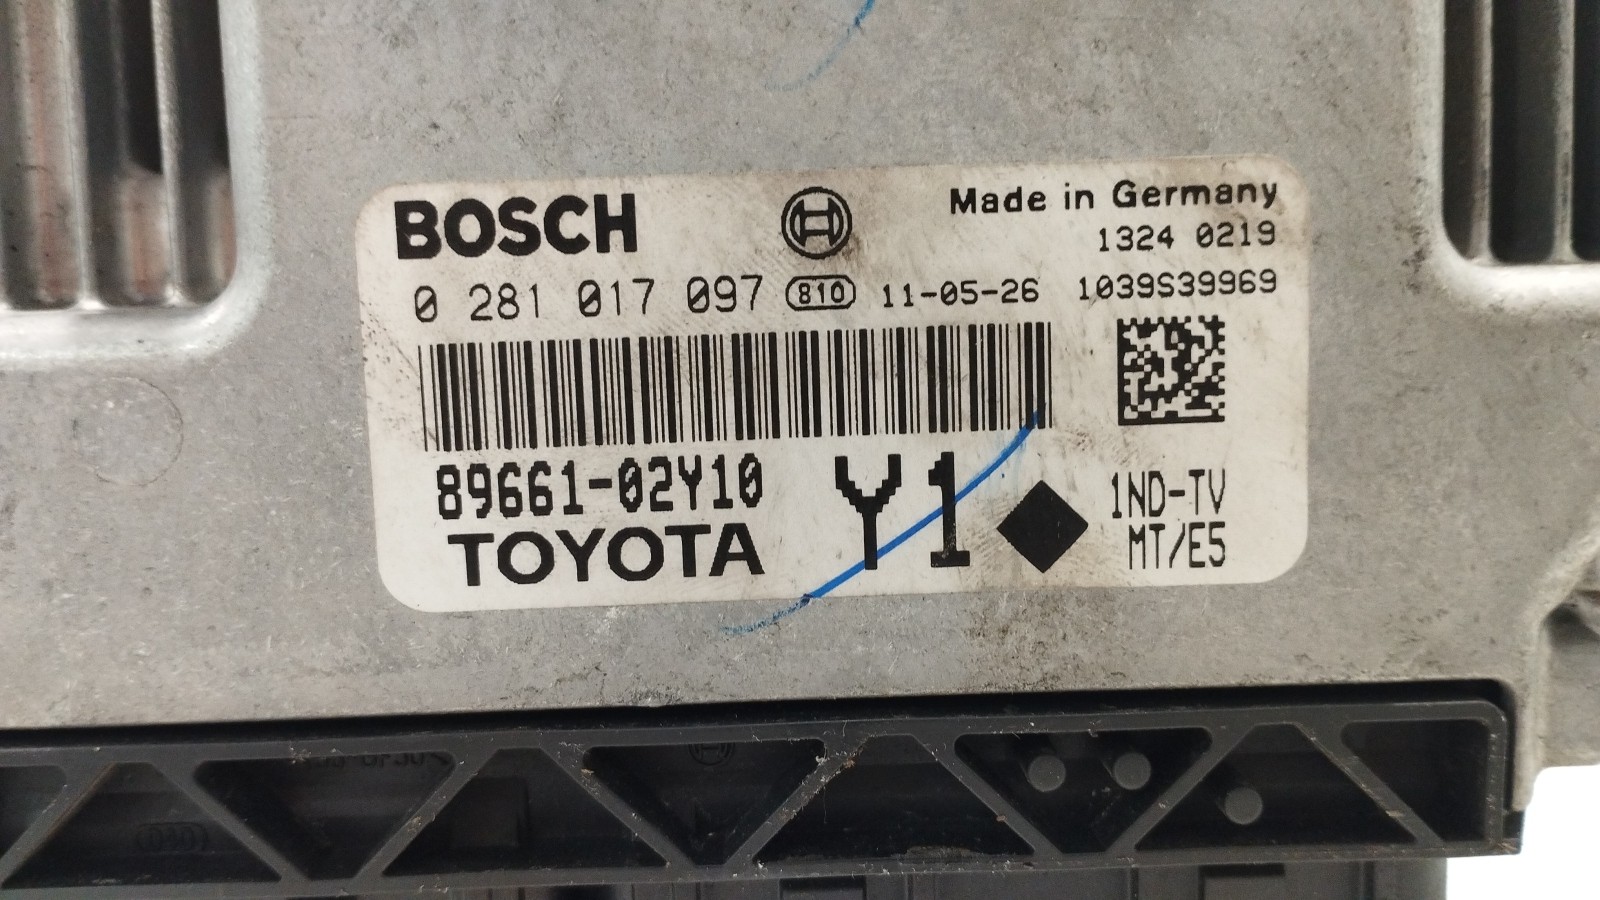 BOSCH
Made in Germany
1324 0219
0 281 017 097 810 11-05-26 1039S39969
89661-02Y10
TOYOTA
Y1
1ND-TV
MT/E5